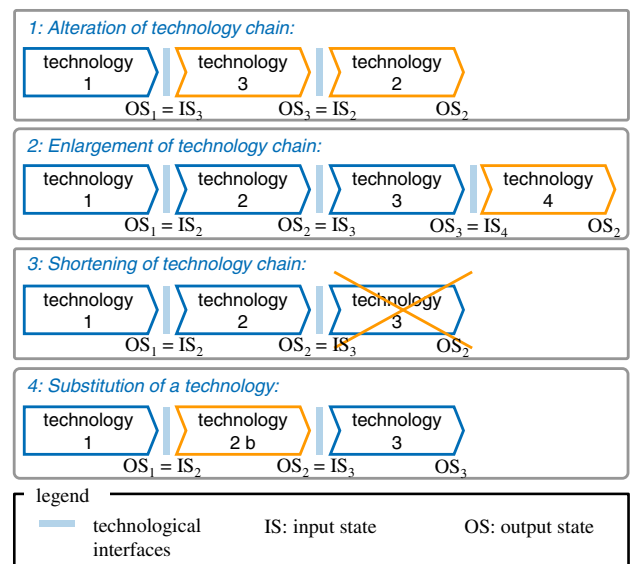 1: Alteration of technology chain:
technology 1
technology 3
technology 2
OS₁ = IS₃
OS₃ = IS₂
OS₂
2: Enlargement of technology chain:
technology 1
technology 2
technology 3
technology 4
OS₁ = IS₂
OS₂ = IS₃
OS₃ = IS₄
OS₂
3: Shortening of technology chain:
technology 1
technology 2
technology 3
OS₁ = IS₂
OS₂ = IS₃
OS₂
4: Substitution of a technology:
technology 1
technology 2 b
technology 3
OS₁ = IS₂
OS₂ = IS₃
OS₃
legend
technological interfaces
IS: input state
OS: output state